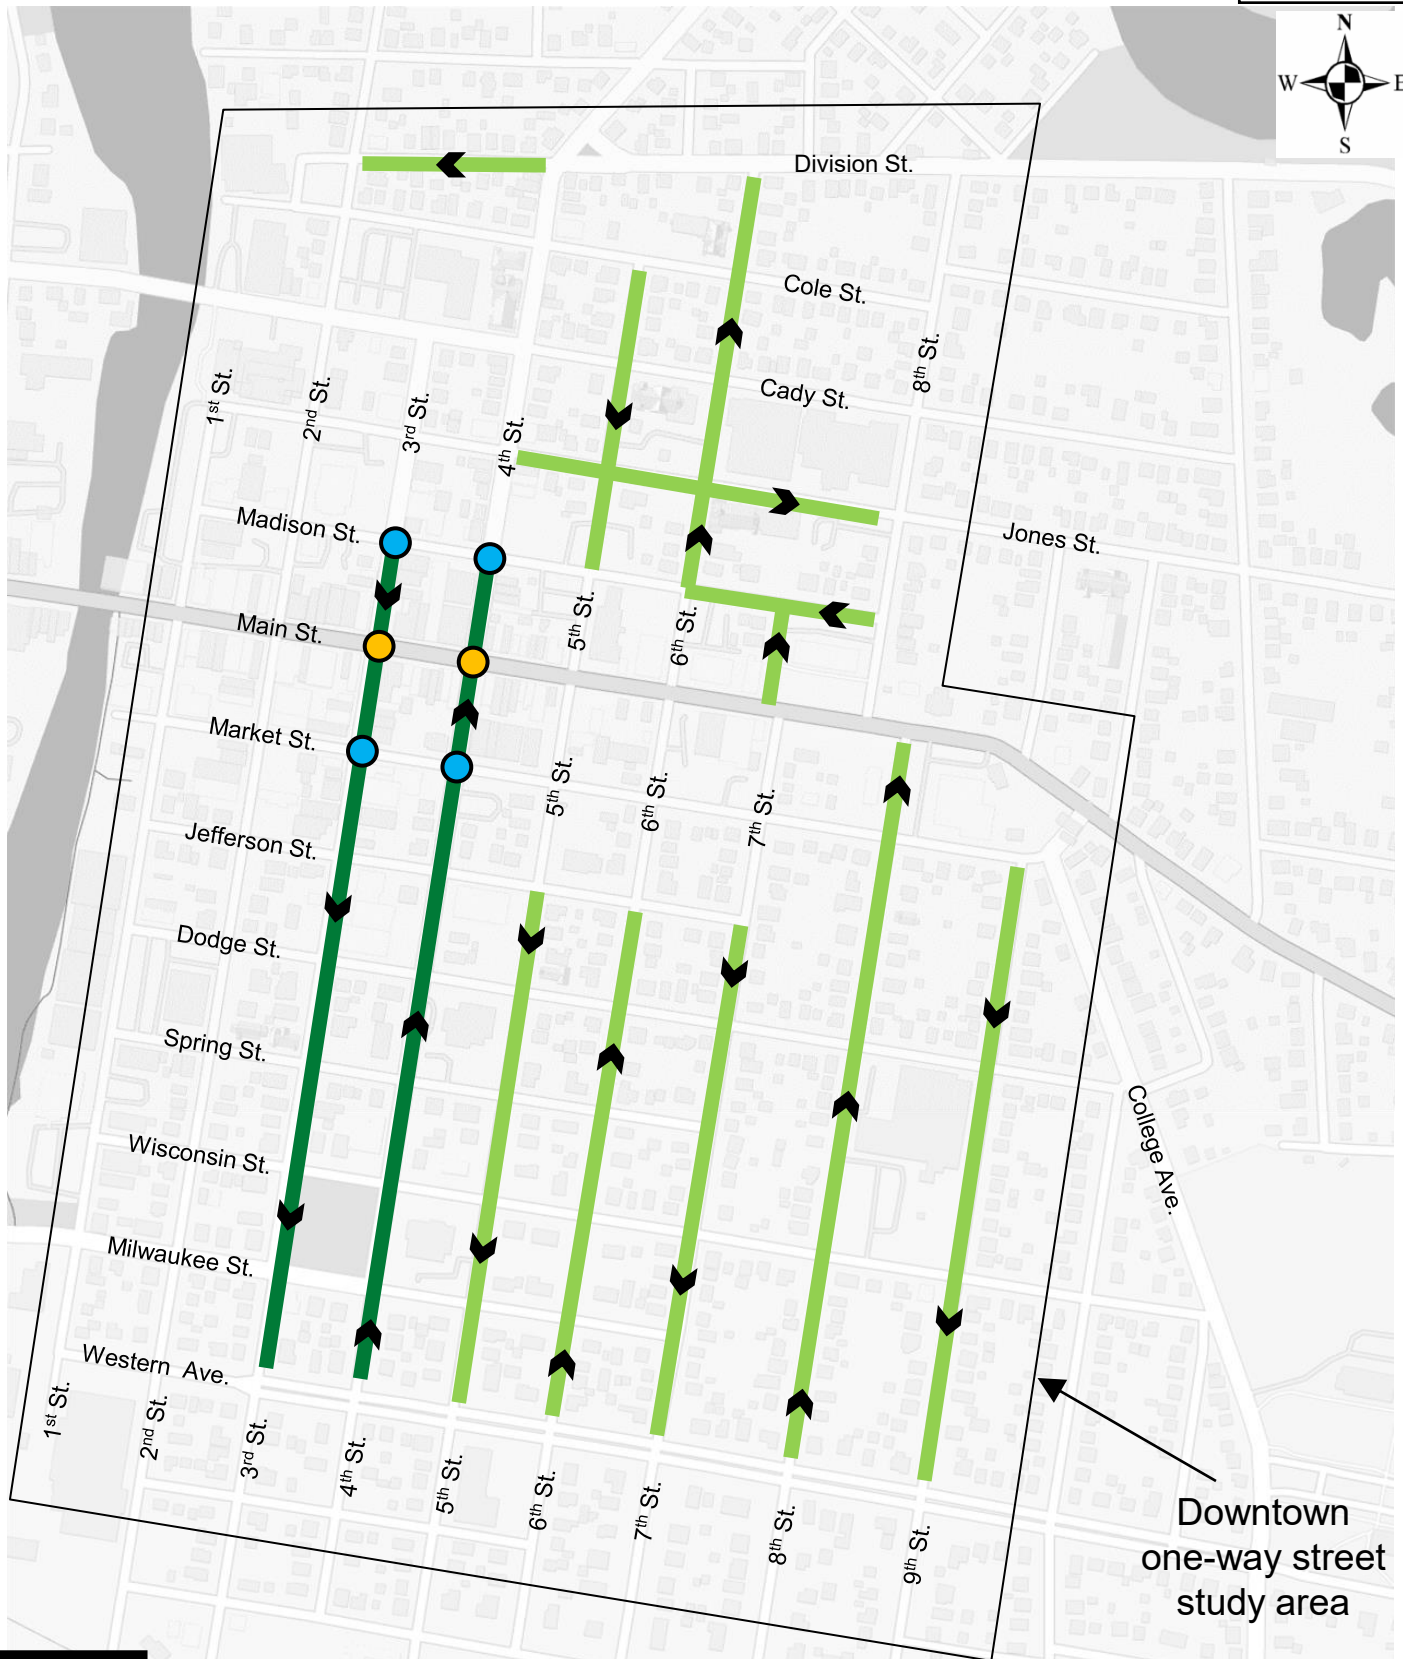 N
W E
S
Division St.
Cole St.
8th St.
Cady St.
1st St.
2nd St.
3rd St.
4th St.
Madison St.
Jones St.
Main St.
5th St.
6th St.
Market St.
5th St.
6th St.
7th St.
Jefferson St.
Dodge St.
Spring St.
College Ave.
Wisconsin St.
Milwaukee St.
Western Ave.
1st St.
2nd St.
3rd St.
4th St.
5th St.
6th St.
7th St.
8th St.
9th St.
Downtown
one-way street
study area